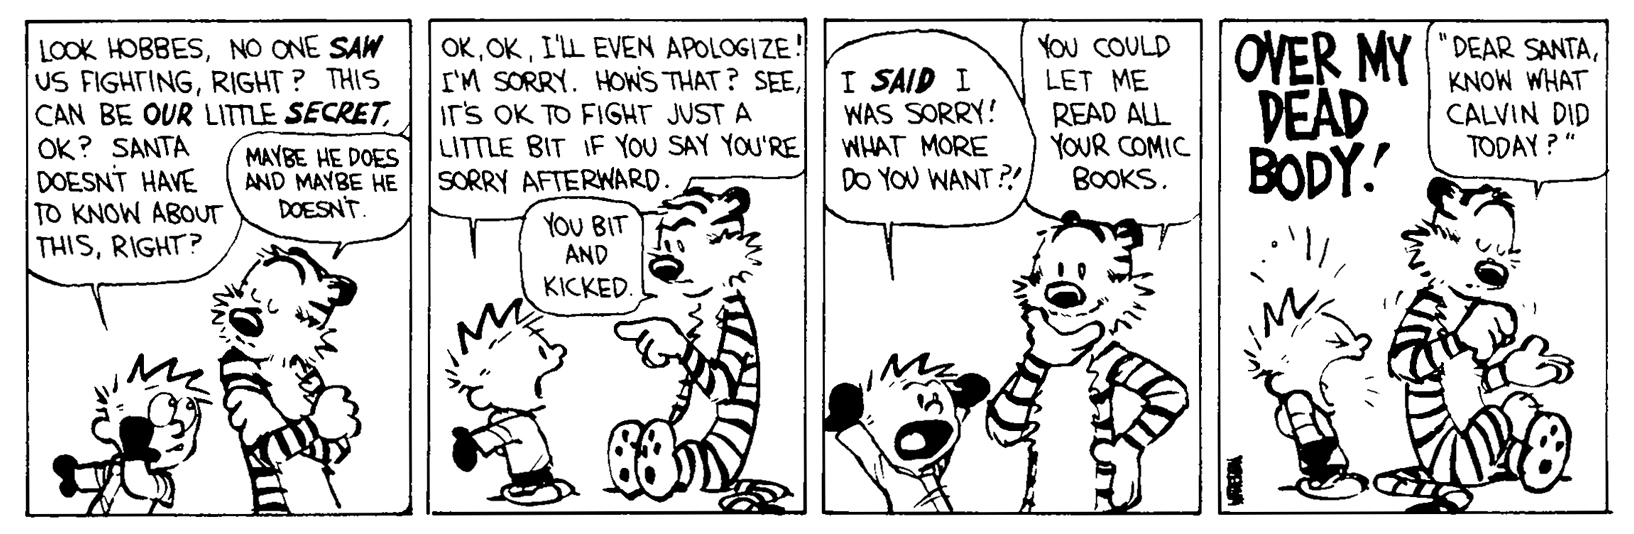 LOOK HOBBES, NO ONE SAW
US FIGHTING, RIGHT? THIS
CAN BE OUR LITTLE SECRET,
OK? SANTA
DOESN'T HAVE
TO KNOW ABOUT
THIS, RIGHT?
MAYBE HE DOES
AND MAYBE HE
DOESN'T.
OK, OK, I'LL EVEN APOLOGIZE!
I'M SORRY. HOW'S THAT? SEE,
IT'S OK TO FIGHT JUST A
LITTLE BIT IF YOU SAY YOU'RE
SORRY AFTERWARD.
YOU BIT
AND
KICKED.
I SAID I
WAS SORRY!
WHAT MORE
DO YOU WANT?!
YOU COULD
LET ME
READ ALL
YOUR COMIC
BOOKS.
OVER MY
DEAD
BODY!
"DEAR SANTA,
KNOW WHAT
CALVIN DID
TODAY?"
WATTERSON